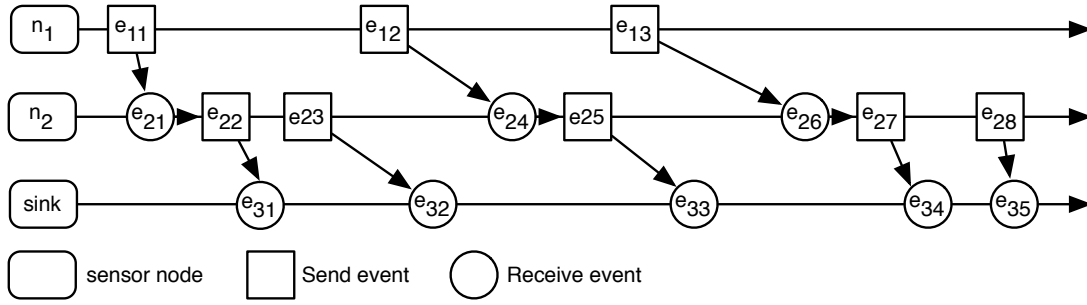 n1 e11 e12 e13
n2 e21 e22 e23 e24 e25 e26 e27 e28
sink e31 e32 e33 e34 e35
sensor node Send event Receive event